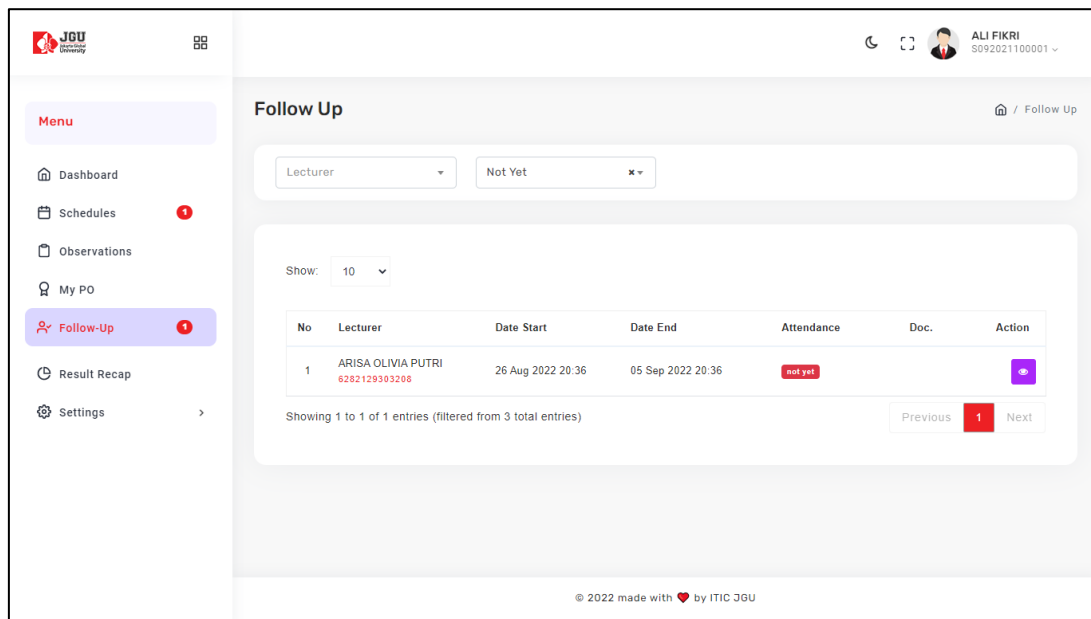 JGU
Jakarta Global
University
ALI FIKRI
S092021100001
Menu
Dashboard
Schedules 1
Observations
My PO
Follow-Up 1
Result Recap
Settings
Follow Up
/ Follow Up
Lecturer Not Yet
Show: 10
No Lecturer Date Start Date End Attendance Doc. Action
1 ARISA OLIVIA PUTRI 26 Aug 2022 20:36 05 Sep 2022 20:36 not yet
6282129303208
Showing 1 to 1 of 1 entries (filtered from 3 total entries)
Previous 1 Next
© 2022 made with ❤ by ITIC JGU